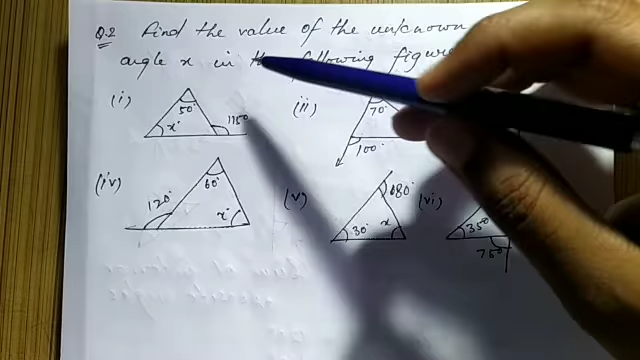 Q.2 Find the value of the unknown
angle x in the following figure
(i) 50° x° 115°
(ii) 70° 100°
(iv) 120° 60° x°
(v) 30° 80° x
(vi) 35° 75°